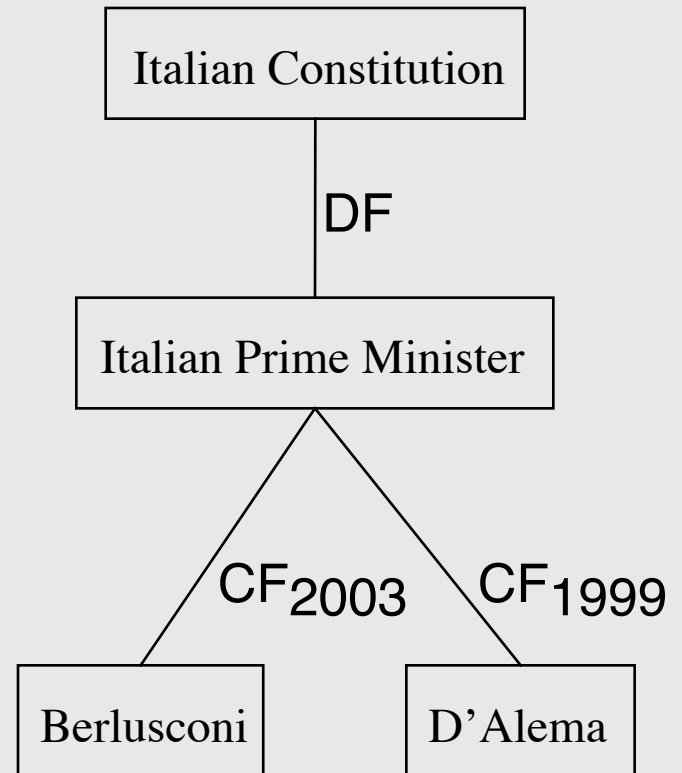 Italian Constitution
DF
Italian Prime Minister
CF2003
CF1999
Berlusconi
D'Alema